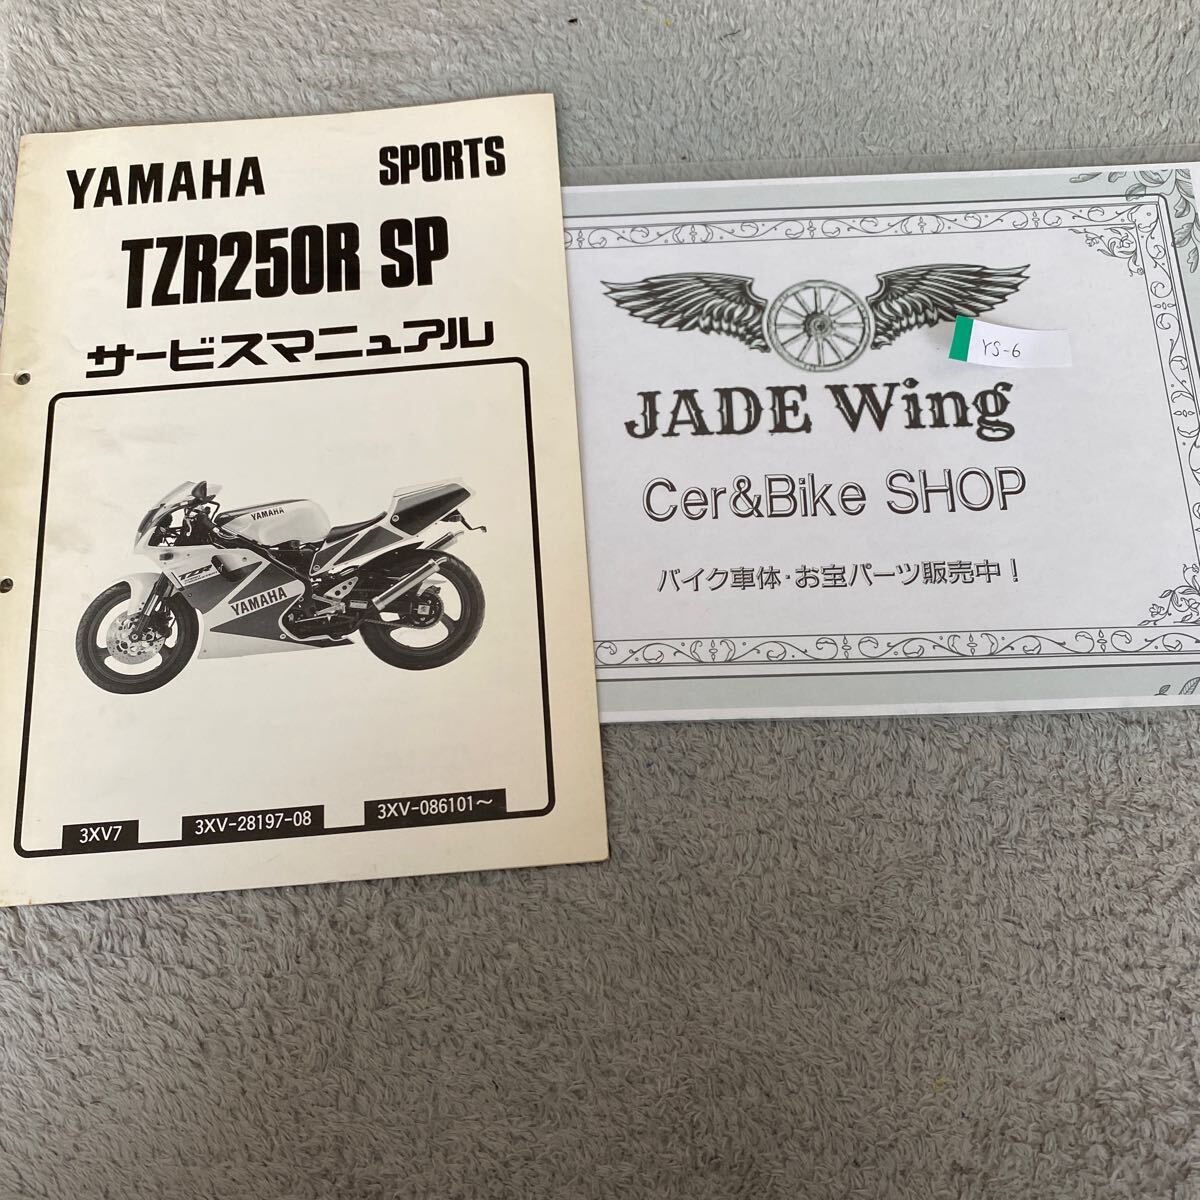 YAMAHA SPORTS
TZR250R SP
サービスマニュアル
YAMAHA
TZR
YAMAHA
3XV7 3XV-28197-08 3XV-086101～
YS-6
JADE Wing
Cer&Bike SHOP
バイク車体･お宝パーツ販売中！